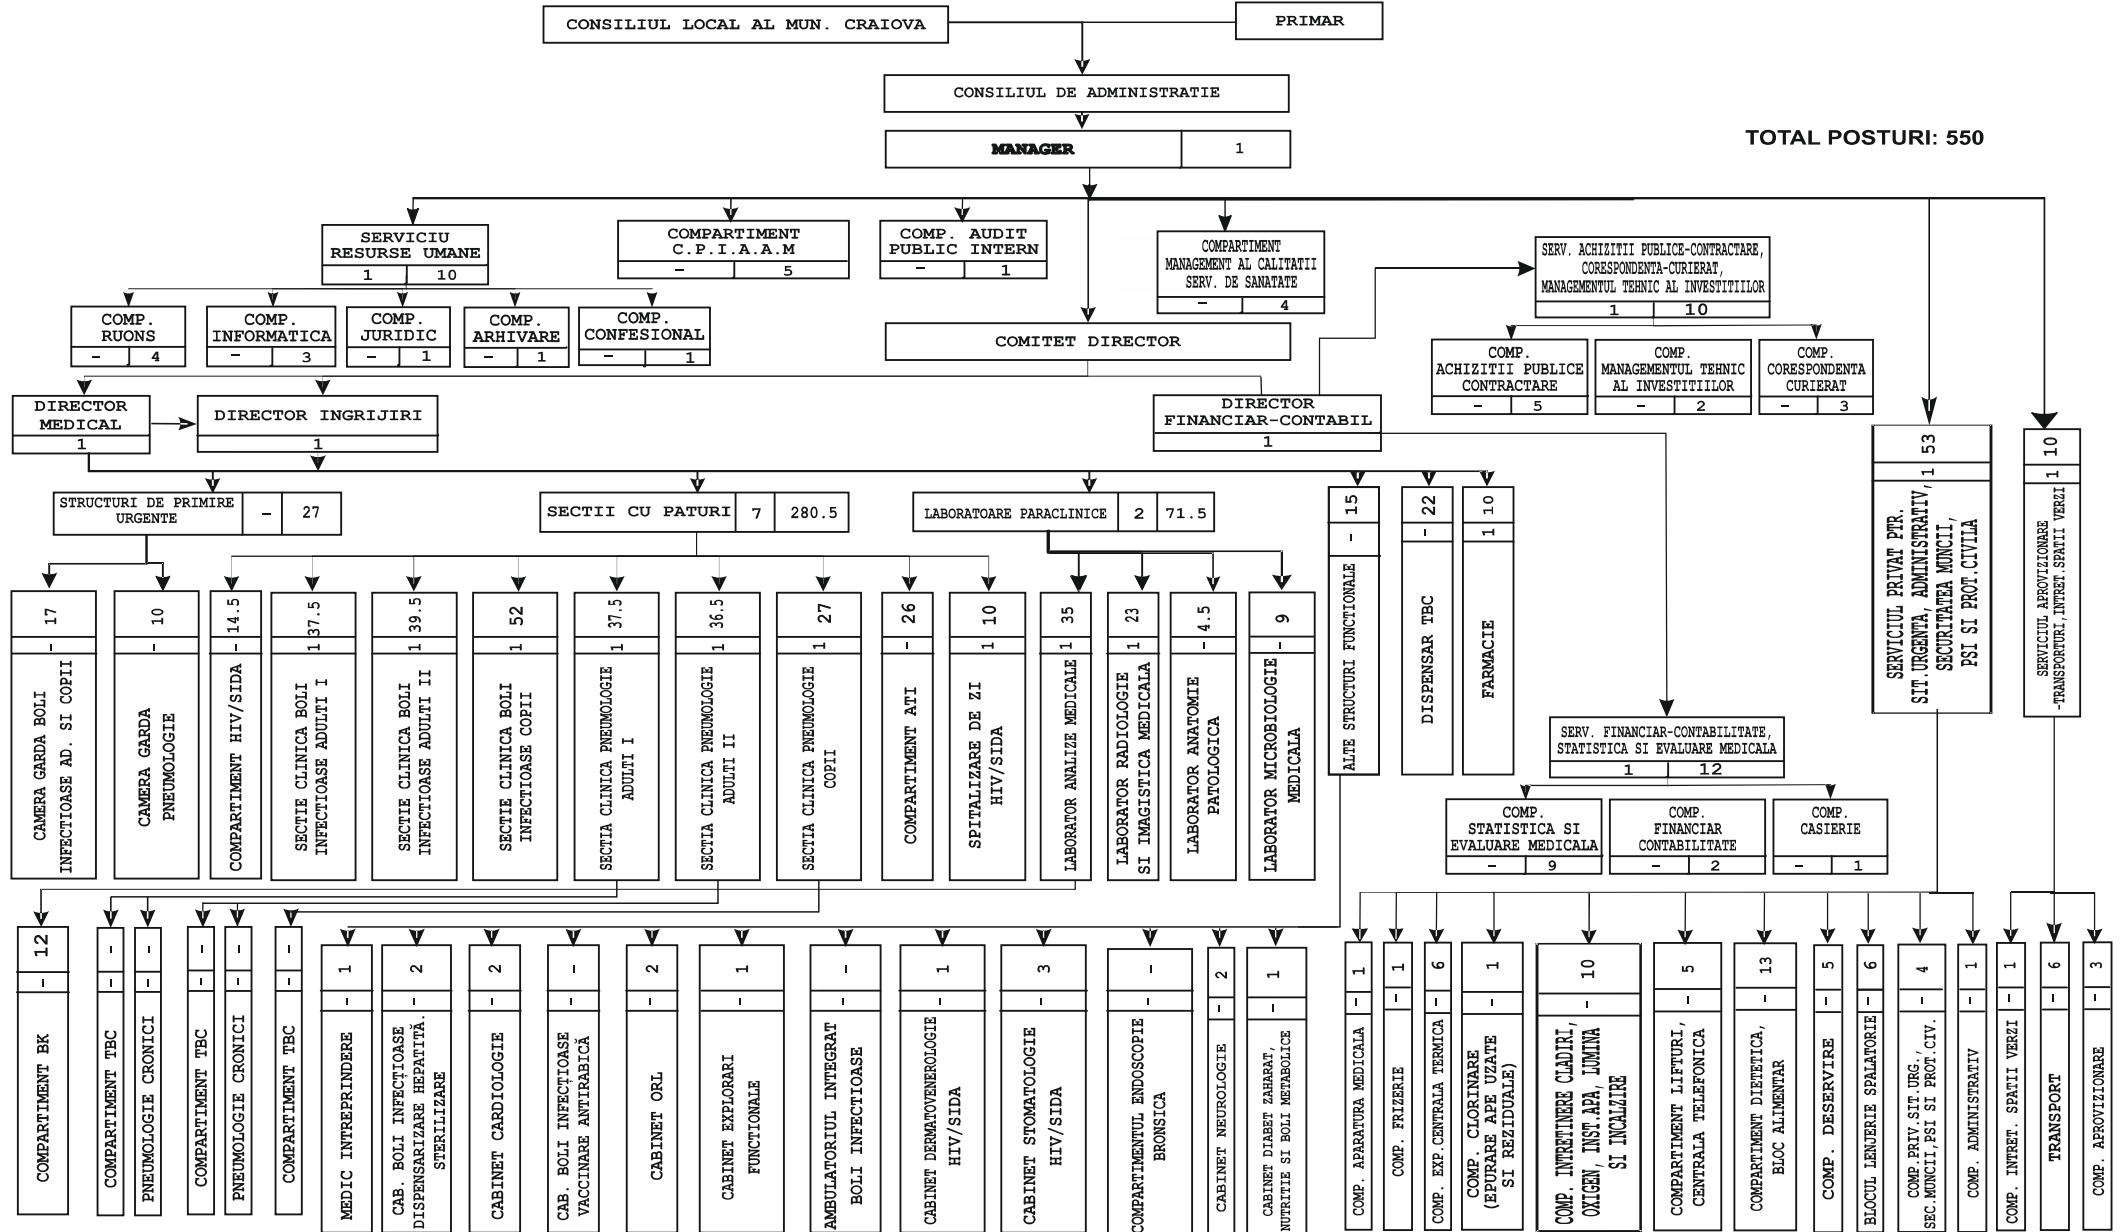 CONSILIUL LOCAL AL MUN. CRAIOVA
PRIMAR
CONSILIUL DE ADMINISTRATIE
MANAGER
1
TOTAL POSTURI: 550
SERVICIU
RESURSE UMANE
1 10
COMPARTIMENT
C.P.I.A.A.M
- 5
COMP. AUDIT
PUBLIC INTERN
- 1
COMPARTIMENT
MANAGEMENT AL CALITATII
SERV. DE SANATATE
- 4
SERV. ACHIZITII PUBLICE-CONTRACTARE,
CORESPONDENTA-CURIERAT,
MANAGEMENTUL TEHNIC AL INVESTITIILOR
1 10
COMP.
RUONS
- 4
COMP.
INFORMATICA
- 3
COMP.
JURIDIC
- 1
COMP.
ARHIVARE
- 1
COMP.
CONFESIONAL
- 1
COMITET DIRECTOR
COMP.
ACHIZITII PUBLICE
CONTRACTARE
- 5
COMP.
MANAGEMENTUL TEHNIC
AL INVESTITIILOR
- 2
COMP.
CORESPONDENTA
CURIERAT
- 3
DIRECTOR
MEDICAL
1
DIRECTOR INGRIJIRI
1
DIRECTOR
FINANCIAR-CONTABIL
1
SERVICIUL PRIVAT PTR.
SIT.URGENTA, ADMINISTRATIV,
SECURITATEA MUNCII,
PSI SI PROT.CIVILA
1 53
SERVICIUL APROVIZIONARE
-TRANSPORTURI,INTRET.SPATII VERZI
1 10
STRUCTURI DE PRIMIRE
URGENTE
- 27
SECTII CU PATURI
7 280.5
LABORATOARE PARACLINICE
2 71.5
ALTE STRUCTURI FUNCTIONALE
- 15
DISPENSAR TBC
- 22
FARMACIE
1 10
CAMERA GARDA BOLI
INFECTIOASE AD. SI COPII
- 17
CAMERA GARDA
PNEUMOLOGIE
- 10
COMPARTIMENT HIV/SIDA
- 14.5
SECTIE CLINICA BOLI
INFECTIOASE ADULTI I
1 37.5
SECTIE CLINICA BOLI
INFECTIOASE ADULTI II
1 39.5
SECTIE CLINICA BOLI
INFECTIOASE COPII
1 52
SECTIA CLINICA PNEUMOLOGIE
ADULTI I
1 37.5
SECTIA CLINICA PNEUMOLOGIE
ADULTI II
1 36.5
SECTIA CLINICA PNEUMOLOGIE
COPII
1 27
COMPARTIMENT ATI
- 26
SPITALIZARE DE ZI
HIV/SIDA
1 10
LABORATOR ANALIZE MEDICALE
1 35
LABORATOR RADIOLOGIE
SI IMAGISTICA MEDICALA
1 23
LABORATOR ANATOMIE
PATOLOGICA
- 4.5
LABORATOR MICROBIOLOGIE
MEDICALA
- 9
SERV. FINANCIAR-CONTABILITATE,
STATISTICA SI EVALUARE MEDICALA
1 12
COMP.
STATISTICA SI
EVALUARE MEDICALA
- 9
COMP.
FINANCIAR
CONTABILITATE
- 2
COMP.
CASIERIE
- 1
COMPARTIMENT BK
- 12
COMPARTIMENT TBC
- -
PNEUMOLOGIE CRONICI
- -
COMPARTIMENT TBC
- -
PNEUMOLOGIE CRONICI
- -
COMPARTIMENT TBC
- -
MEDIC INTREPRINDERE
- 1
CAB. BOLI INFECȚIOASE
DISPENSARIZARE HEPATITĂ.
STERILIZARE
- 2
CABINET CARDIOLOGIE
- 2
CAB. BOLI INFECȚIOASE
VACCINARE ANTIRABICĂ
- -
CABINET ORL
- 2
CABINET EXPLORARI
FUNCTIONALE
- 1
AMBULATORIUL INTEGRAT
BOLI INFECTIOASE
- -
CABINET DERMATOVENEROLOGIE
HIV/SIDA
- 1
CABINET STOMATOLOGIE
HIV/SIDA
- 3
COMPARTIMENTUL ENDOSCOPIE
BRONSICA
- -
CABINET NEUROLOGIE
- 2
CABINET DIABET ZAHARAT,
NUTRITIE SI BOLI METABOLICE
- 1
COMP. APARATURA MEDICALA
- 1
COMP. FRIZERIE
- 1
COMP. EXP.CENTRALA TERMICA
- 6
COMP. CLORINARE
(EPURARE APE UZATE
SI REZIDUALE)
- 1
COMP. INTRETINERE CLADIRI,
OXIGEN, INST.APA, LUMINA
SI INCALZIRE
- 10
COMPARTIMENT LIFTURI,
CENTRALA TELEFONICA
- 5
COMPARTIMENT DIETETICA,
BLOC ALIMENTAR
- 13
COMP. DESERVIRE
- 5
BLOCUL LENJERIE SPALATORIE
- 6
COMP.PRIV.SIT.URG.,
SEC.MUNCII,PSI SI PROT.CIV.
- 4
COMP. ADMINISTRATIV
- 1
COMP. INTRET. SPATII VERZI
- 1
TRANSPORT
- 6
COMP. APROVIZIONARE
- 3